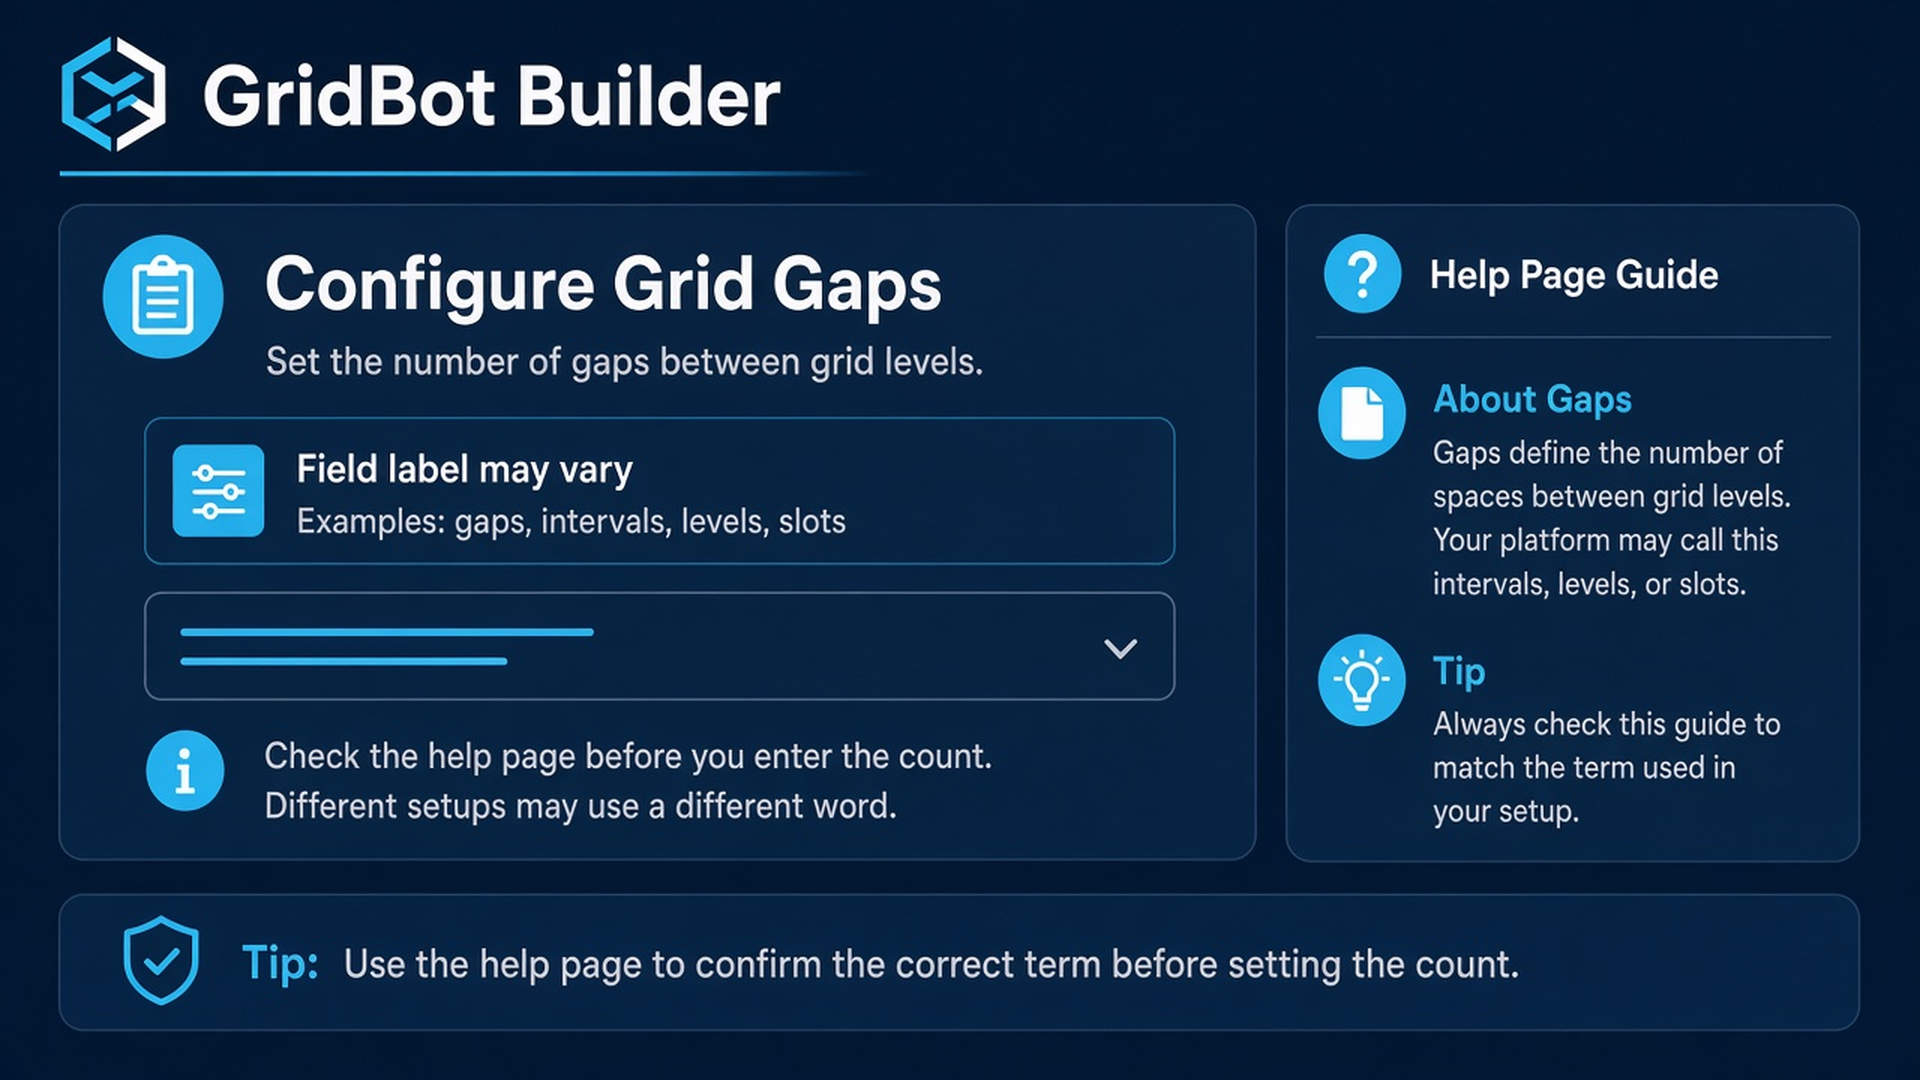 GridBot Builder
Configure Grid Gaps
Set the number of gaps between grid levels.
Field label may vary
Examples: gaps, intervals, levels, slots
Check the help page before you enter the count.
Different setups may use a different word.
Help Page Guide
About Gaps
Gaps define the number of
spaces between grid levels.
Your platform may call this
intervals, levels, or slots.
Tip
Always check this guide to
match the term used in
your setup.
Tip: Use the help page to confirm the correct term before setting the count.